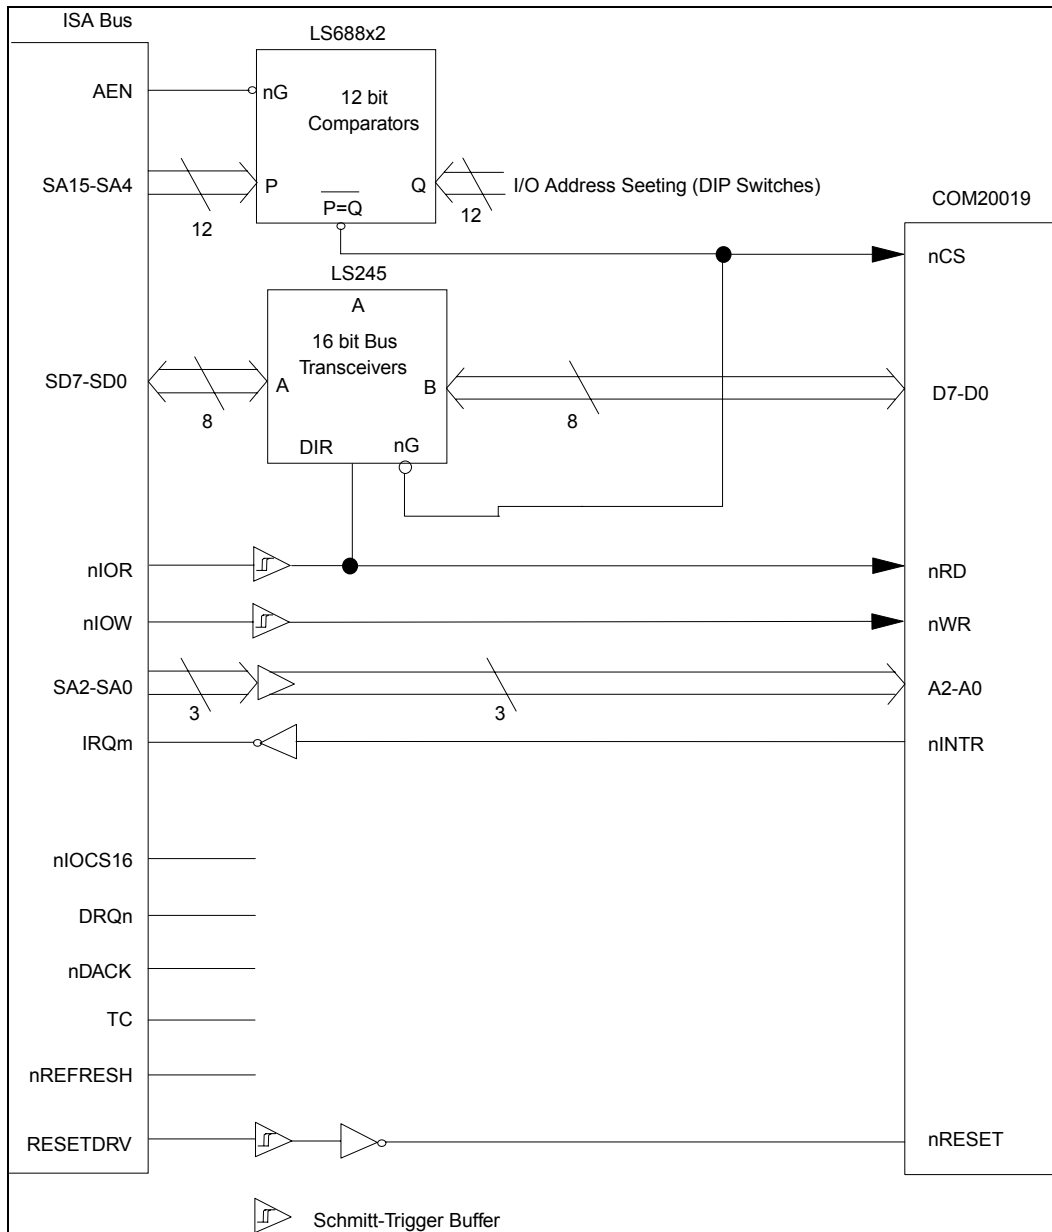 ISA Bus
LS688x2
AEN
nG
12 bit
Comparators
SA15-SA4
P
Q
I/O Address Seeting (DIP Switches)
12
P=Q
12
COM20019
nCS
LS245
A
16 bit Bus
Transceivers
SD7-SD0
A
B
D7-D0
8
8
DIR
nG
nIOR
nRD
nIOW
nWR
SA2-SA0
A2-A0
3
3
IRQm
nINTR
nIOCS16
DRQn
nDACK
TC
nREFRESH
RESETDRV
nRESET
Schmitt-Trigger Buffer